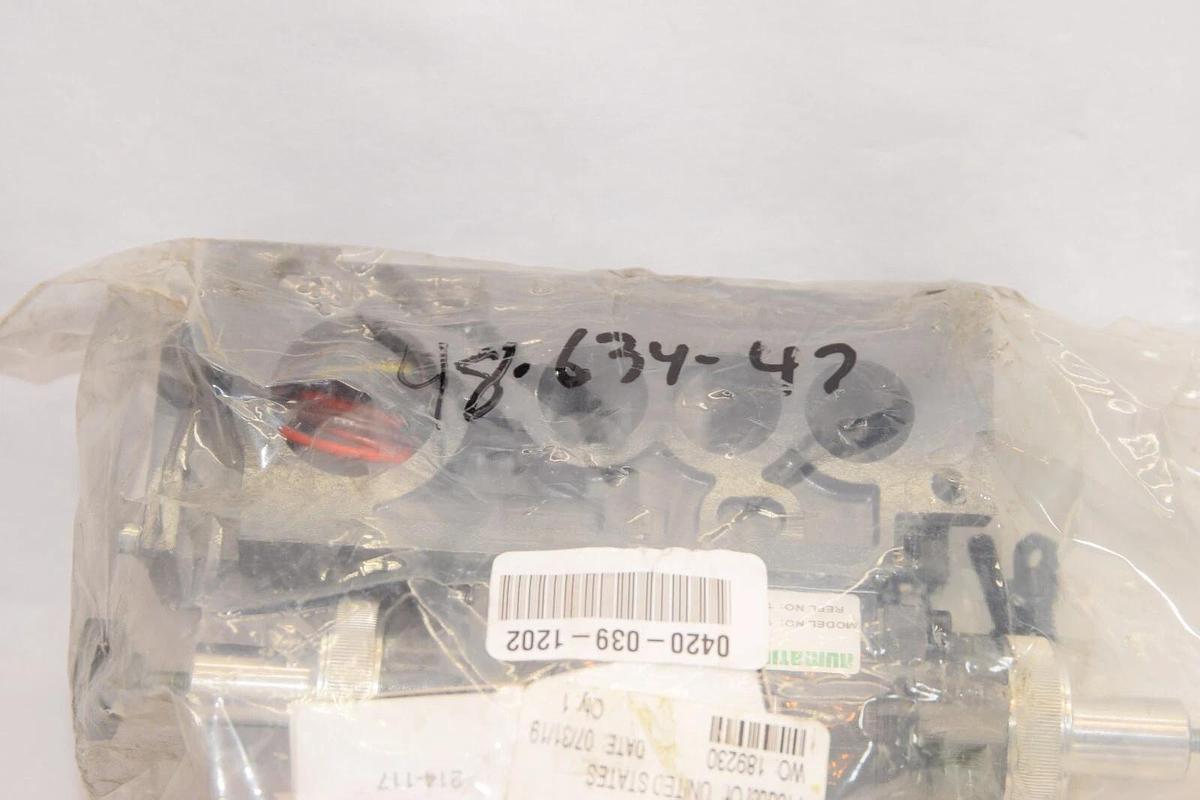 48-634-47
0420-039-1202
MODEL NO:
REPL NO:
numati
214-117
Qty 1
DATE: 07/31/19
UNITED STATES
WO: 189230